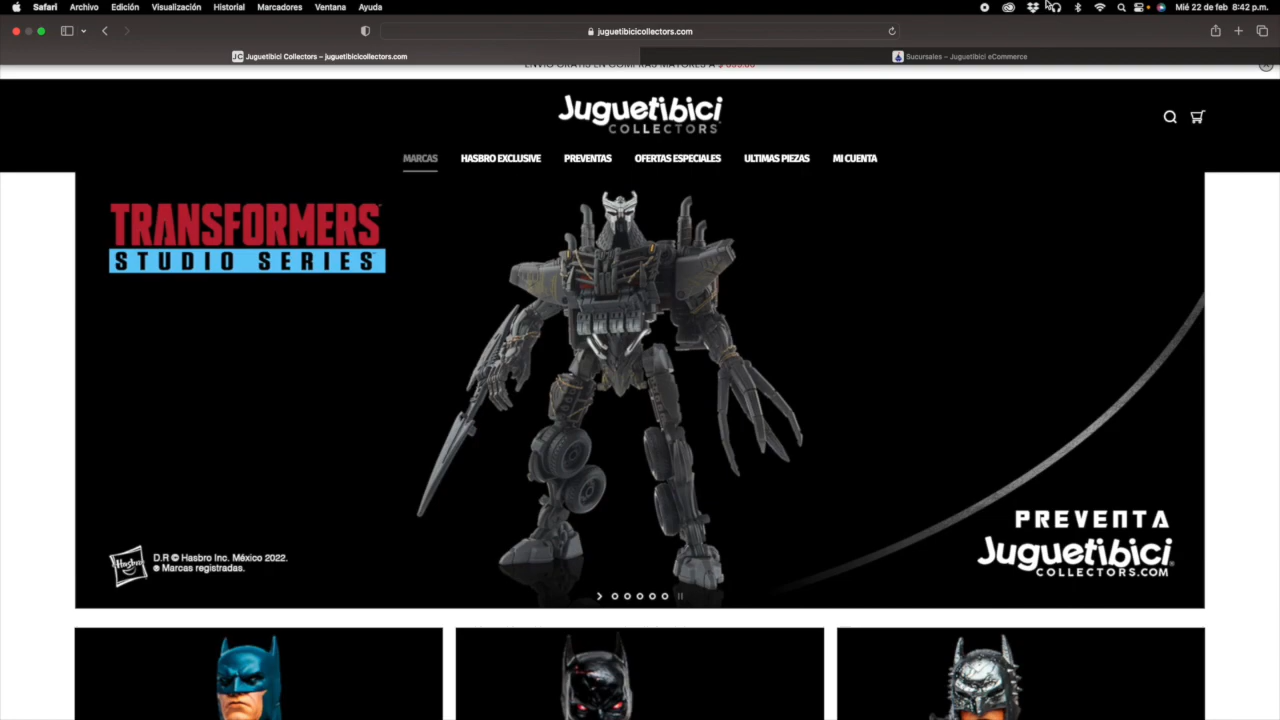 Safari Archivo Edición Visualización Historial Marcadores Ventana Ayuda Mié 22 de feb 8:42 p.m.
juguetibicicollectors.com
JC Juguetibici Collectors – juguetibicicollectors.com
Sucursales – Juguetibici eCommerce
ENVÍO GRATIS EN COMPRAS MAYORES A
Juguetibici
COLLECTORS
MARCAS HASBRO EXCLUSIVE PREVENTAS OFERTAS ESPECIALES ULTIMAS PIEZAS MI CUENTA
TRANSFORMERS
STUDIO SERIES
PREVENTA
Juguetibici
COLLECTORS.COM
Hasbro
D.R © Hasbro Inc. México 2022.
® Marcas registradas.